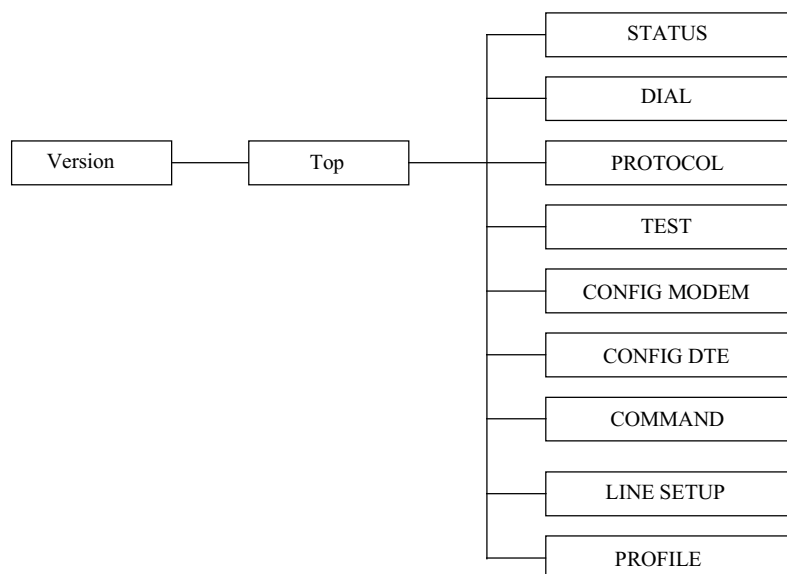 STATUS
DIAL
Version
Top
PROTOCOL
TEST
CONFIG MODEM
CONFIG DTE
COMMAND
LINE SETUP
PROFILE